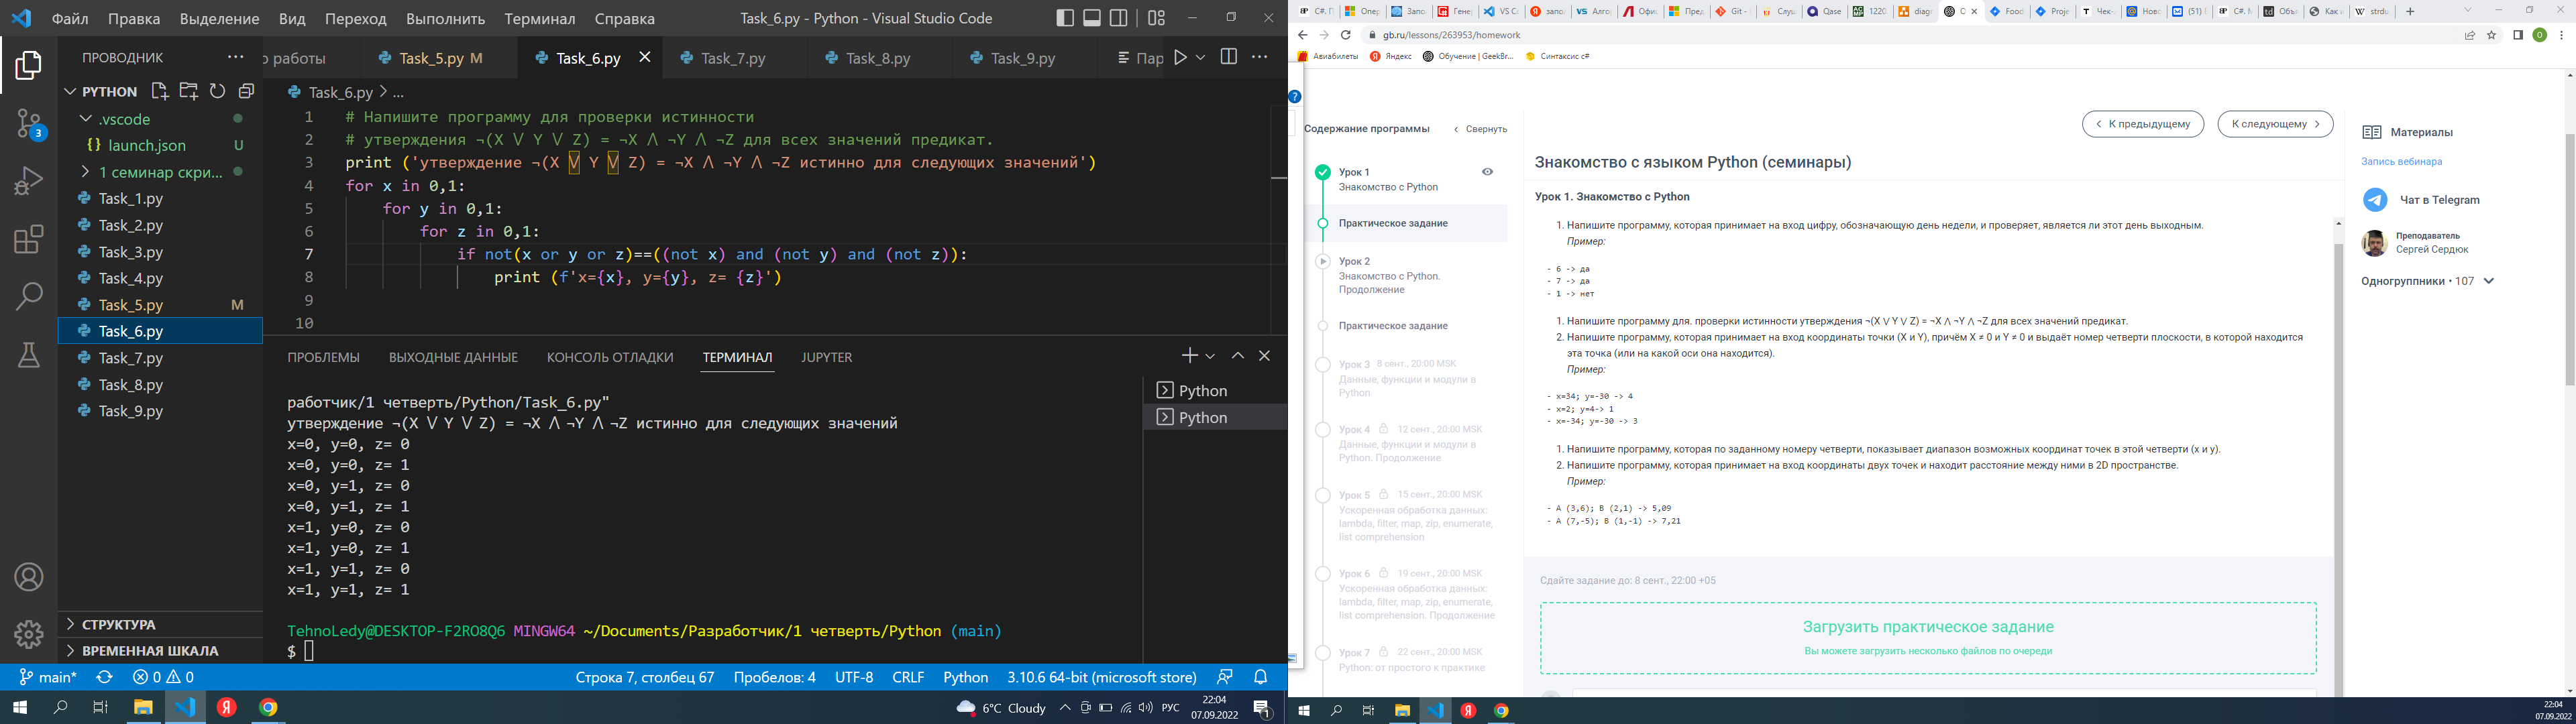 Файл Правка Выделение Вид Переход Выполнить Терминал Справка
Task_6.py - Python - Visual Studio Code
ПРОВОДНИК
р работы
Task_5.py M
Task_6.py
Task_7.py
Task_8.py
Task_9.py
Пар
PYTHON
.vscode
launch.json U
1 семинар скри...
Task_1.py
Task_2.py
Task_3.py
Task_4.py
Task_5.py M
Task_6.py
Task_7.py
Task_8.py
Task_9.py
СТРУКТУРА
ВРЕМЕННАЯ ШКАЛА
3
Task_6.py > ...
1 # Напишите программу для проверки истинности
2 # утверждения ¬(X ⋁ Y ⋁ Z) = ¬X ⋀ ¬Y ⋀ ¬Z для всех значений предикат.
3 print ('утверждение ¬(X ⋁ Y ⋁ Z) = ¬X ⋀ ¬Y ⋀ ¬Z истинно для следующих значений')
4 for x in 0,1:
5 for y in 0,1:
6 for z in 0,1:
7 if not(x or y or z)==((not x) and (not y) and (not z)):
8 print (f'x={x}, y={y}, z= {z}')
9
10
ПРОБЛЕМЫ ВЫХОДНЫЕ ДАННЫЕ КОНСОЛЬ ОТЛАДКИ ТЕРМИНАЛ JUPYTER
Python
Python
работчик/1 четверть/Python/Task_6.py"
утверждение ¬(X ⋁ Y ⋁ Z) = ¬X ⋀ ¬Y ⋀ ¬Z истинно для следующих значений
x=0, y=0, z= 0
x=0, y=0, z= 1
x=0, y=1, z= 0
x=0, y=1, z= 1
x=1, y=0, z= 0
x=1, y=0, z= 1
x=1, y=1, z= 0
x=1, y=1, z= 1
TehnoLedy@DESKTOP-F2RO8Q6 MINGW64 ~/Documents/Разработчик/1 четверть/Python (main)
$
main* 0 0 Строка 7, столбец 67 Пробелов: 4 UTF-8 CRLF Python 3.10.6 64-bit (microsoft store)
6°C Cloudy РУС 22:04
07.09.2022
1
gb.ru/lessons/263953/homework
Авиабилеты Яндекс Обучение | GeekBr... Синтаксис c#
Содержание программы Свернуть
Урок 1
Знакомство с Python
Практическое задание
Урок 2
Знакомство с Python.
Продолжение
Практическое задание
Урок 3 8 сент., 20:00 MSK
Данные, функции и модули в
Python
Урок 4 12 сент., 20:00 MSK
Данные, функции и модули в
Python. Продолжение
Урок 5 15 сент., 20:00 MSK
Ускоренная обработка данных:
lambda, filter, map, zip, enumerate,
list comprehension
Урок 6 19 сент., 20:00 MSK
Ускоренная обработка данных:
lambda, filter, map, zip, enumerate,
list comprehension. Продолжение
Урок 7 22 сент., 20:00 MSK
Python: от простого к практике
К предыдущему К следующему
Знакомство с языком Python (семинары)
Урок 1. Знакомство с Python
1. Напишите программу, которая принимает на вход цифру, обозначающую день недели, и проверяет, является ли этот день выходным.
Пример:
- 6 -> да
- 7 -> да
- 1 -> нет
1. Напишите программу для. проверки истинности утверждения ¬(X ⋁ Y ⋁ Z) = ¬X ⋀ ¬Y ⋀ ¬Z для всех значений предикат.
2. Напишите программу, которая принимает на вход координаты точки (X и Y), причём X ≠ 0 и Y ≠ 0 и выдаёт номер четверти плоскости, в которой находится
эта точка (или на какой оси она находится).
Пример:
- x=34; y=-30 -> 4
- x=2; y=4-> 1
- x=-34; y=-30 -> 3
1. Напишите программу, которая по заданному номеру четверти, показывает диапазон возможных координат точек в этой четверти (x и y).
2. Напишите программу, которая принимает на вход координаты двух точек и находит расстояние между ними в 2D пространстве.
Пример:
- A (3,6); B (2,1) -> 5,09
- A (7,-5); B (1,-1) -> 7,21
Сдайте задание до: 8 сент., 22:00 +05
Загрузить практическое задание
Вы можете загрузить несколько файлов по очереди
Материалы
Запись вебинара
Чат в Telegram
Преподаватель
Сергей Сердюк
Одногруппники • 107
22:04
07.09.2022